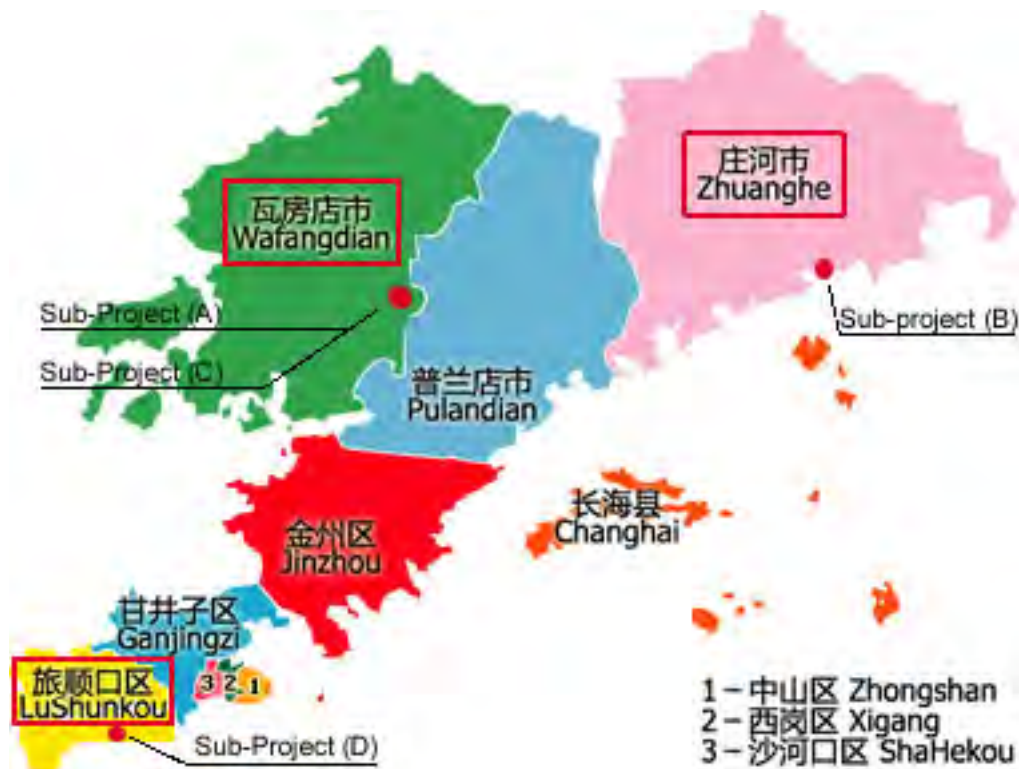 庄河市
Zhuanghe
瓦房店市
Wafangdian
Sub-Project (A)
Sub-project (B)
Sub-Project (C)
普兰店市
Pulandian
长海县
Changhai
金州区
Jinzhou
甘井子区
Ganjingzi
旅顺口区
LuShunkou
3
2
.1
Sub-Project (D)
1 – 中山区 Zhongshan
2 – 西岗区 Xigang
3 – 沙河口区 ShaHekou